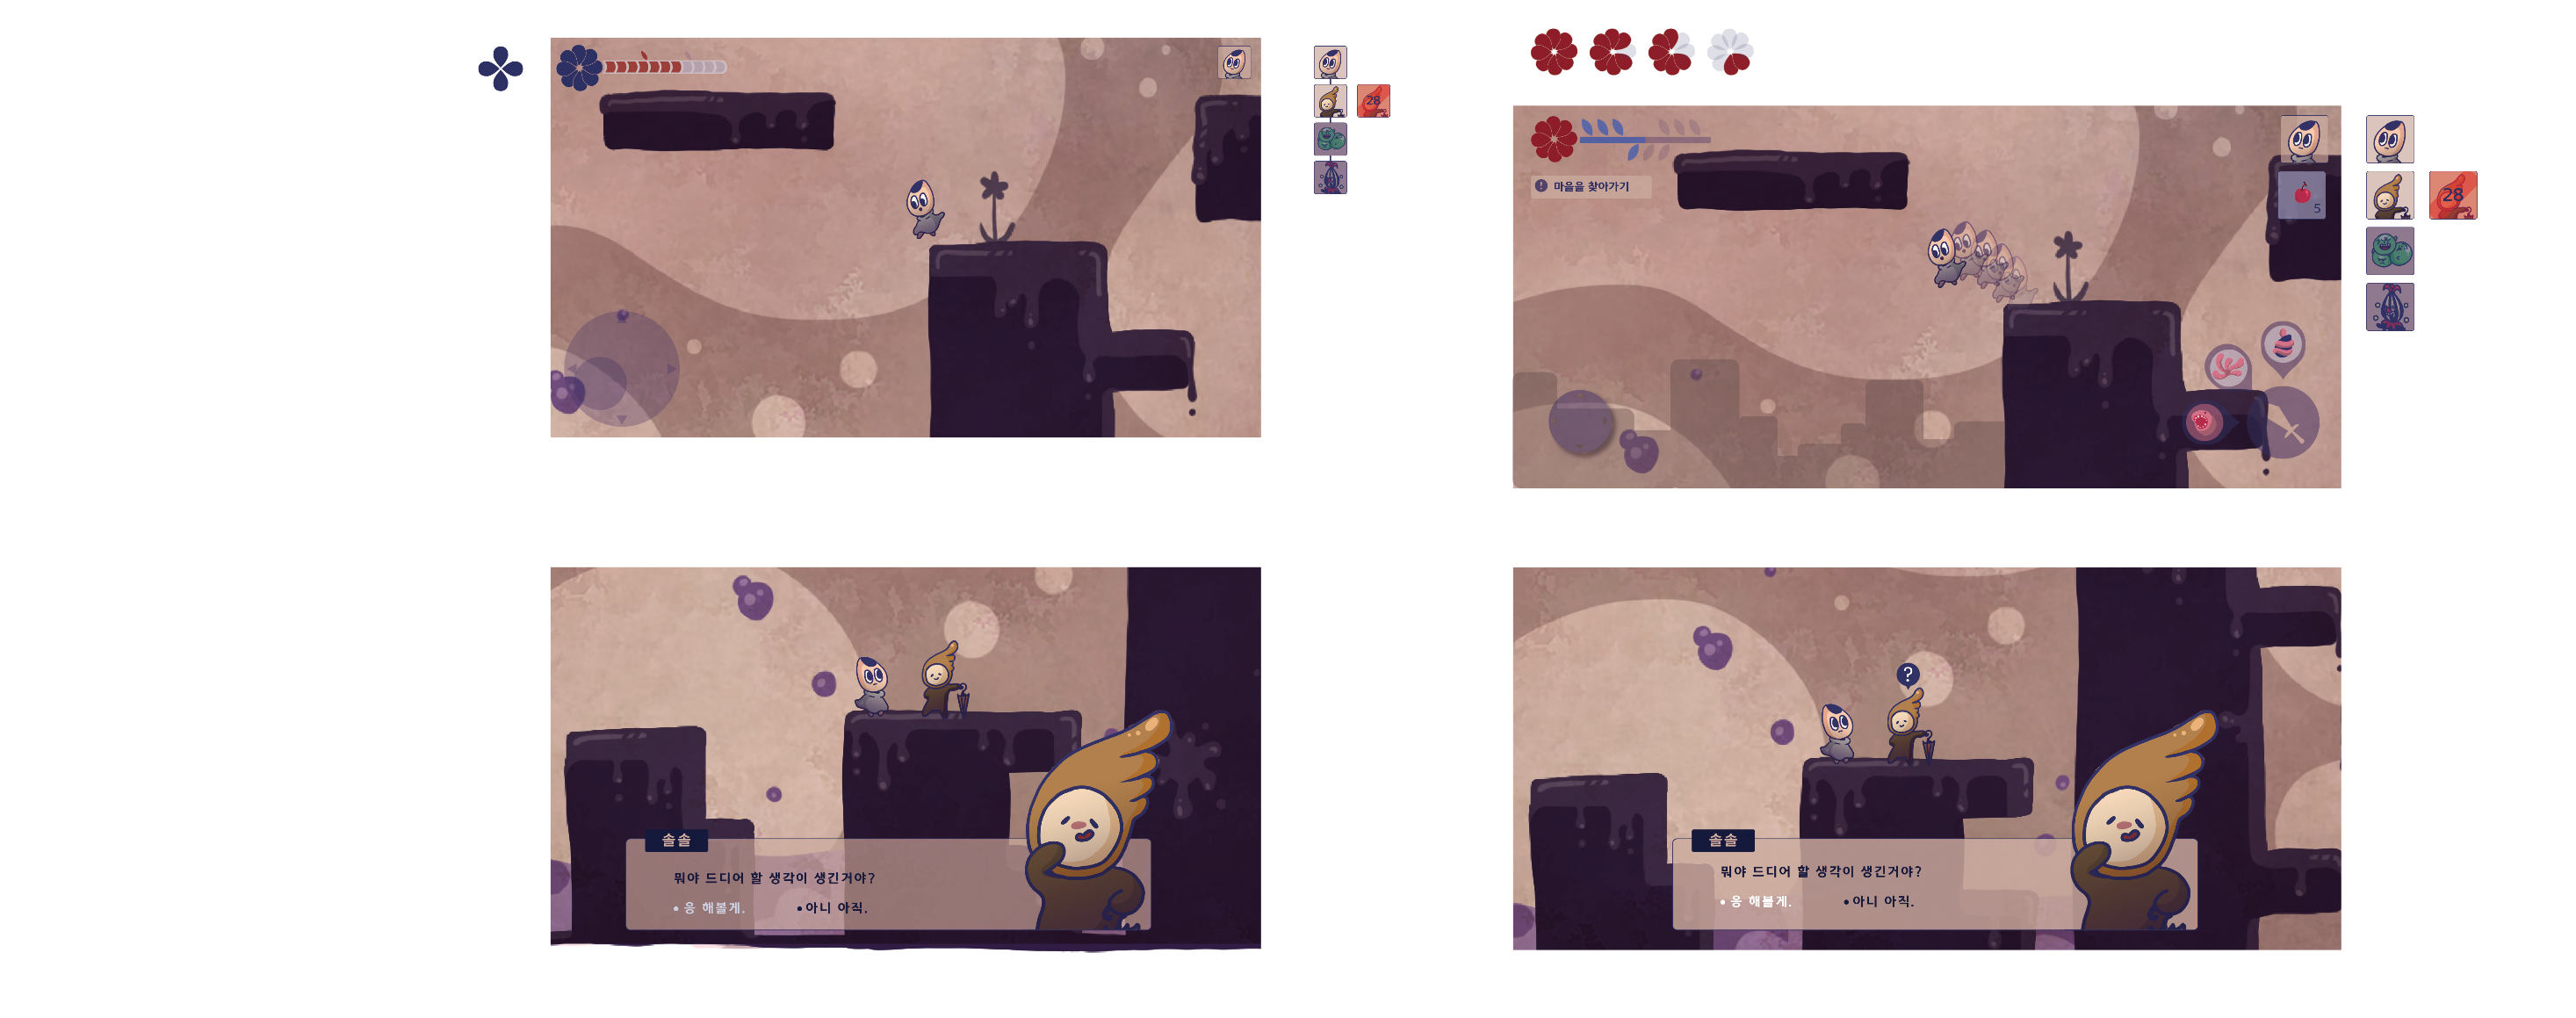 28
마을을 찾아가기
5
28
솔솔
뭐야 드디어 할 생각이 생긴거야?
• 응 해볼게.
• 아니 아직.
?
솔솔
뭐야 드디어 할 생각이 생긴거야?
• 응 해볼게.
• 아니 아직.